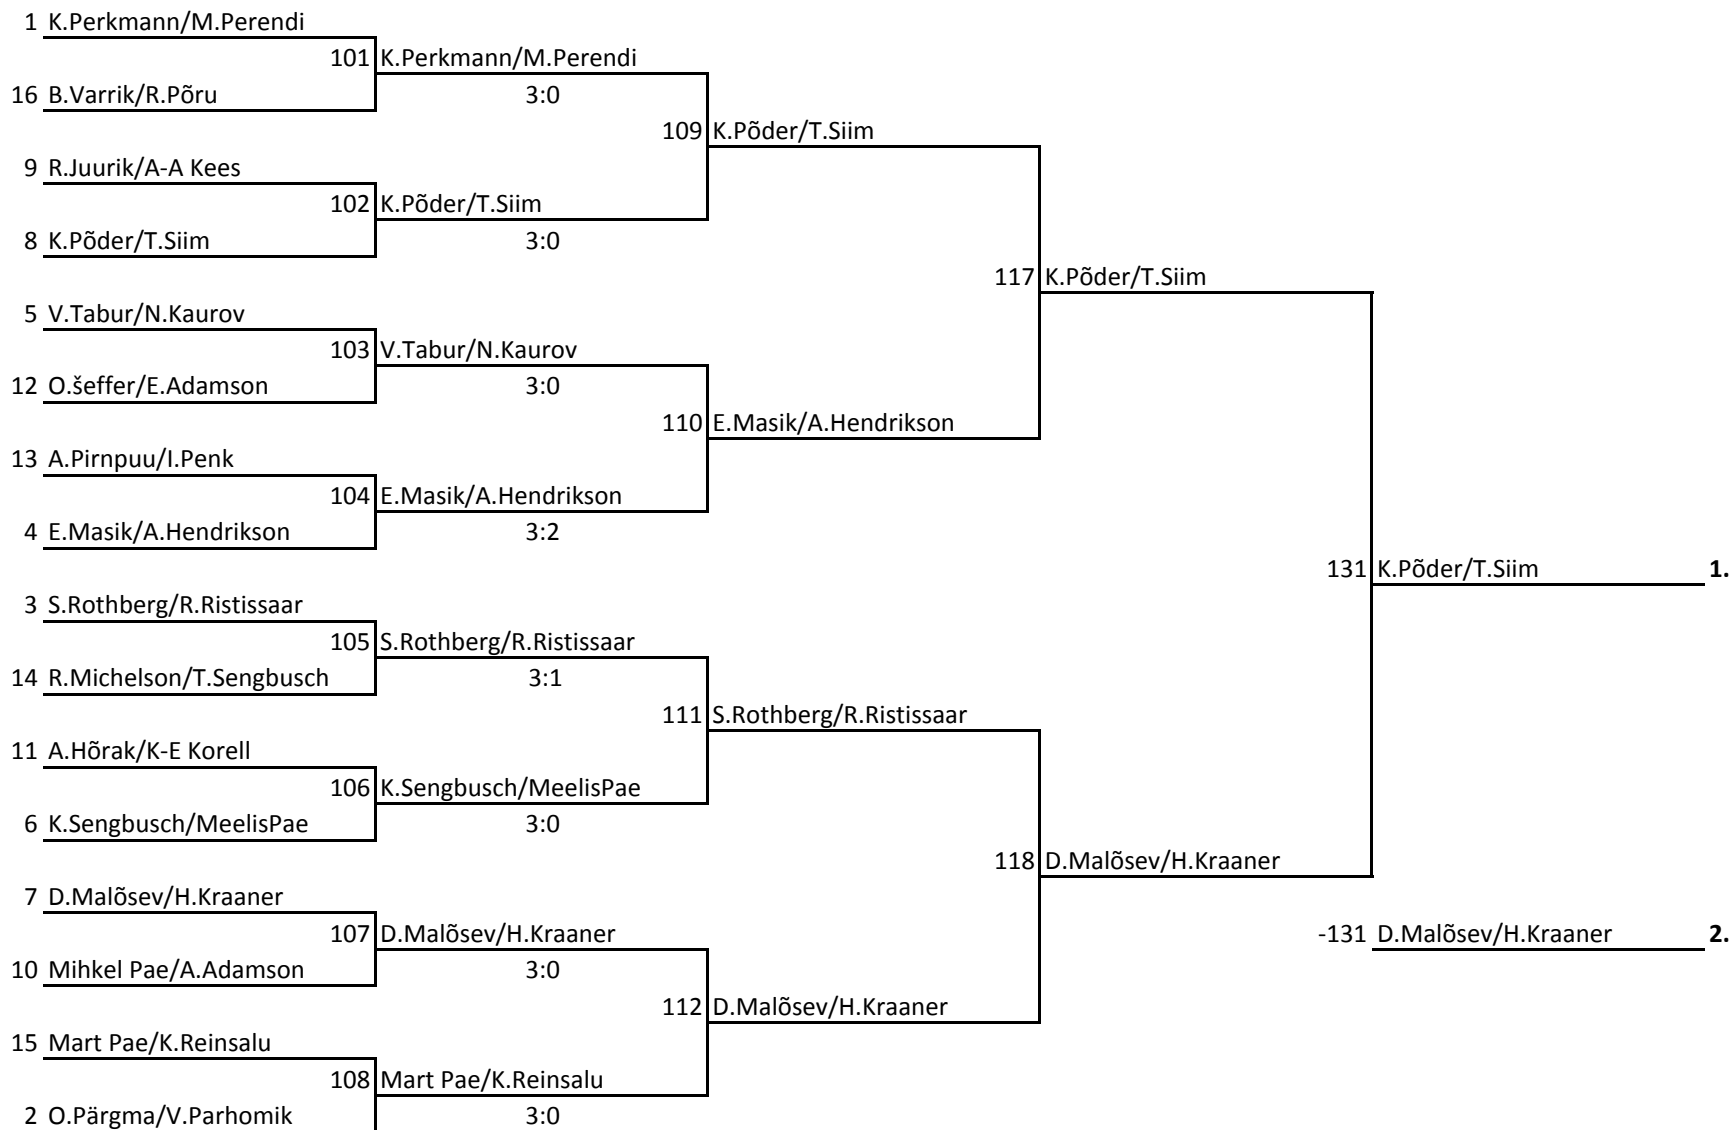 1 K.Perkmann/M.Perendi
101 K.Perkmann/M.Perendi
16 B.Varrik/R.Põru 3:0
109 K.Põder/T.Siim
9 R.Juurik/A-A Kees
102 K.Põder/T.Siim
8 K.Põder/T.Siim 3:0
117 K.Põder/T.Siim
5 V.Tabur/N.Kaurov
103 V.Tabur/N.Kaurov
12 O.šeffer/E.Adamson 3:0
110 E.Masik/A.Hendrikson
13 A.Pirnpuu/I.Penk
104 E.Masik/A.Hendrikson
4 E.Masik/A.Hendrikson 3:2
131 K.Põder/T.Siim 1.
3 S.Rothberg/R.Ristissaar
105 S.Rothberg/R.Ristissaar
14 R.Michelson/T.Sengbusch 3:1
111 S.Rothberg/R.Ristissaar
11 A.Hõrak/K-E Korell
106 K.Sengbusch/MeelisPae
6 K.Sengbusch/MeelisPae 3:0
118 D.Malõsev/H.Kraaner
7 D.Malõsev/H.Kraaner
107 D.Malõsev/H.Kraaner -131 D.Malõsev/H.Kraaner 2.
10 Mihkel Pae/A.Adamson 3:0
112 D.Malõsev/H.Kraaner
15 Mart Pae/K.Reinsalu
108 Mart Pae/K.Reinsalu
2 O.Pärgma/V.Parhomik 3:0